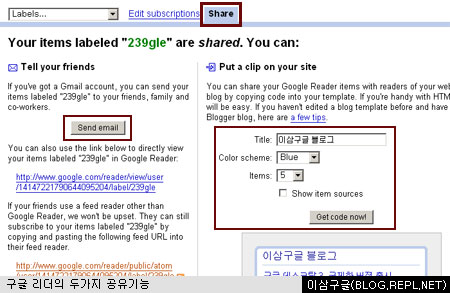 Labels...
Edit subscriptions
Share
Your items labeled "239gle" are shared. You can:
Tell your friends
If you've got a Gmail account, you can send your
items labeled "239gle" to your friends, family and
co-workers.
Send email
You can also use the link below to directly view
your items labeled "239gle" in Google Reader:
http://www.google.com/reader/view/user
/14147221790644095204/label/239gle
If your friends use a feed reader other than
Google Reader, we won't be upset. They can still
subscribe to your items labeled "239gle" by
copying and pasting the following feed URL into
their feed reader.
http://www.google.com/reader/public/atom
Put a clip on your site
You can share your Google Reader items with readers of your web
blog by copying code into your template. If you're handy with HTM
will be easy. If you haven't edited a blog template before and have
Blogger blog, here are a few tips.
Title: 이삼구글 블로그
Color scheme: Blue
Items: 5
Show item sources
Get code now!
이삼구글 블로그
구글 리더의 두가지 공유기능
이삼구글(BLOG.REPL.NET)